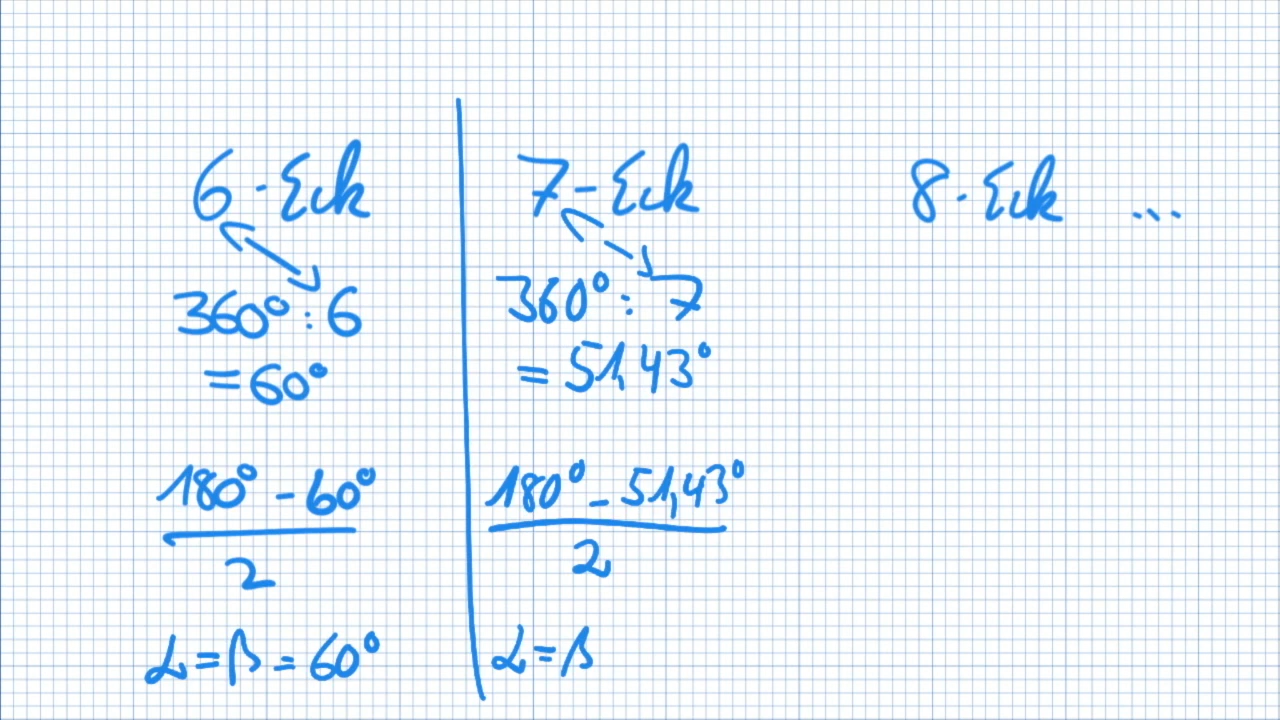 6-Eck
360° : 6
= 60°
180° - 60°
2
α = β = 60°
7-Eck
360° : 7
= 51,43°
180° - 51,43°
2
α = β
8-Eck ...